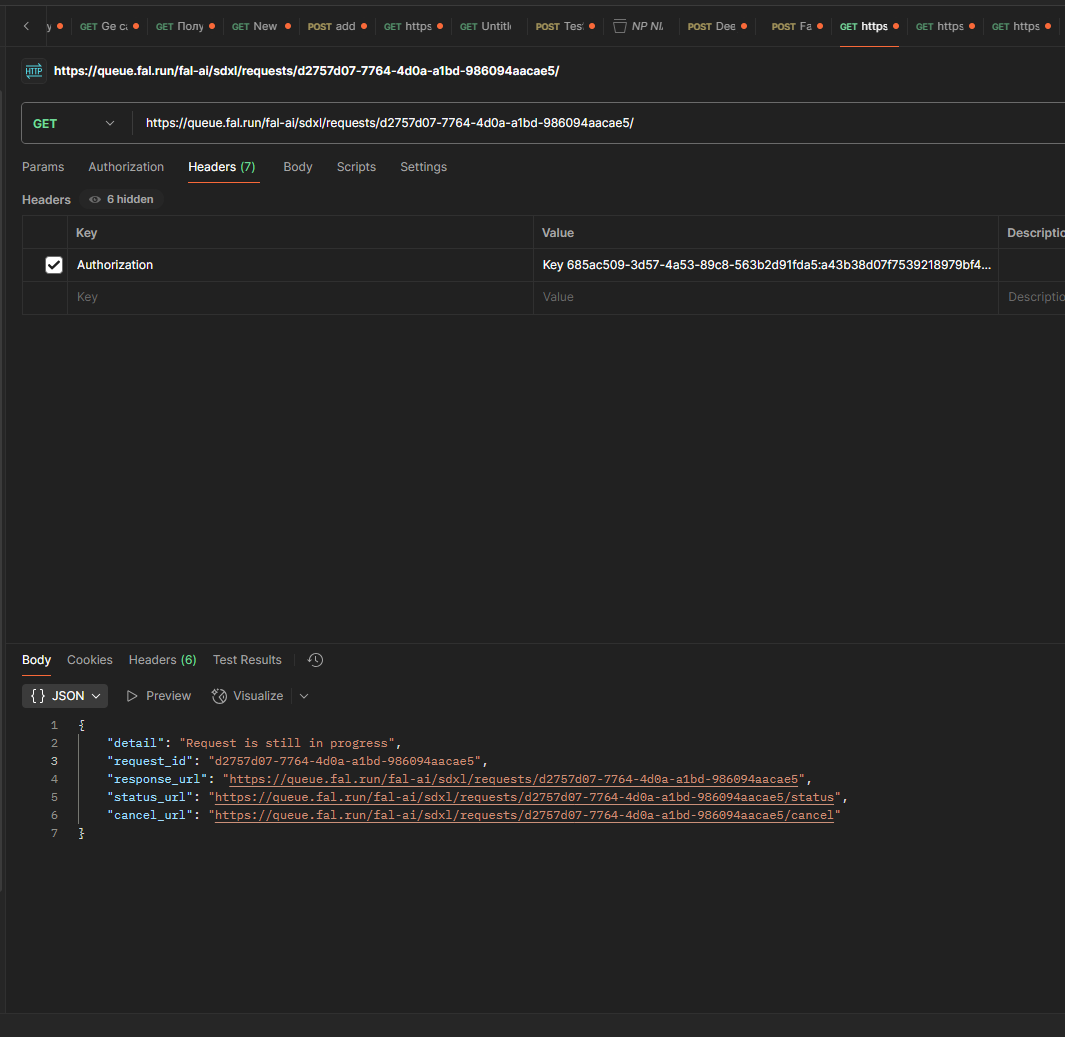 y GET Ge cu GET Полу GET New POST add GET https GET Untitle POST Tes NP NI. POST Dee POST Fa GET https GET https GET https
HTTP https://queue.fal.run/fal-ai/sdxl/requests/d2757d07-7764-4d0a-a1bd-986094aacae5/
GET https://queue.fal.run/fal-ai/sdxl/requests/d2757d07-7764-4d0a-a1bd-986094aacae5/
Params Authorization Headers (7) Body Scripts Settings
Headers 6 hidden
Key Value Descriptio
Authorization Key 685ac509-3d57-4a53-89c8-563b2d91fda5:a43b38d07f7539218979bf4...
Key Value Descriptio
Body Cookies Headers (6) Test Results
{} JSON Preview Visualize
1 {
2 "detail": "Request is still in progress",
3 "request_id": "d2757d07-7764-4d0a-a1bd-986094aacae5",
4 "response_url": "https://queue.fal.run/fal-ai/sdxl/requests/d2757d07-7764-4d0a-a1bd-986094aacae5",
5 "status_url": "https://queue.fal.run/fal-ai/sdxl/requests/d2757d07-7764-4d0a-a1bd-986094aacae5/status",
6 "cancel_url": "https://queue.fal.run/fal-ai/sdxl/requests/d2757d07-7764-4d0a-a1bd-986094aacae5/cancel"
7 }